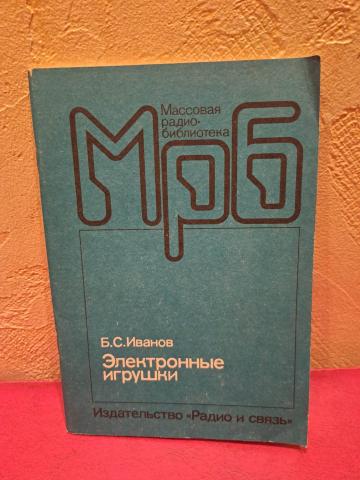 Массовая
радио-
библиотека
Мрб
Б.С.Иванов
Электронные
игрушки
Издательство «Радио и связь»